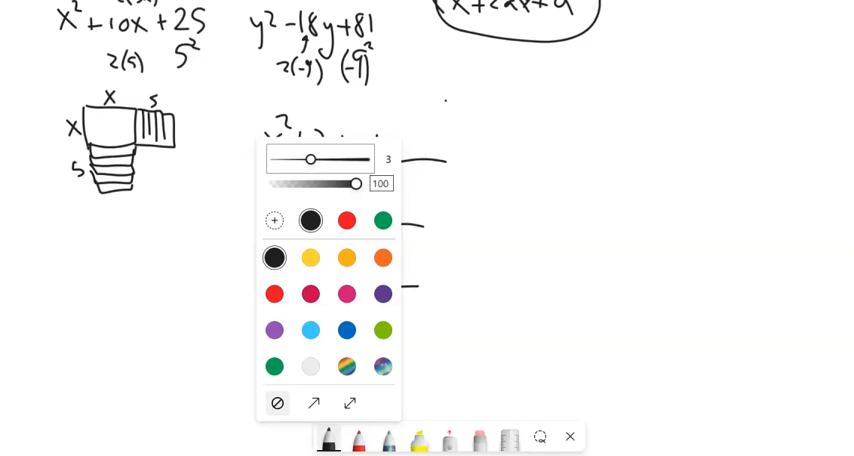 x² + 10x + 25
2(5) 5²
y² - 18y + 81
2(-9) (-9)²
x
5
x
5
3
100